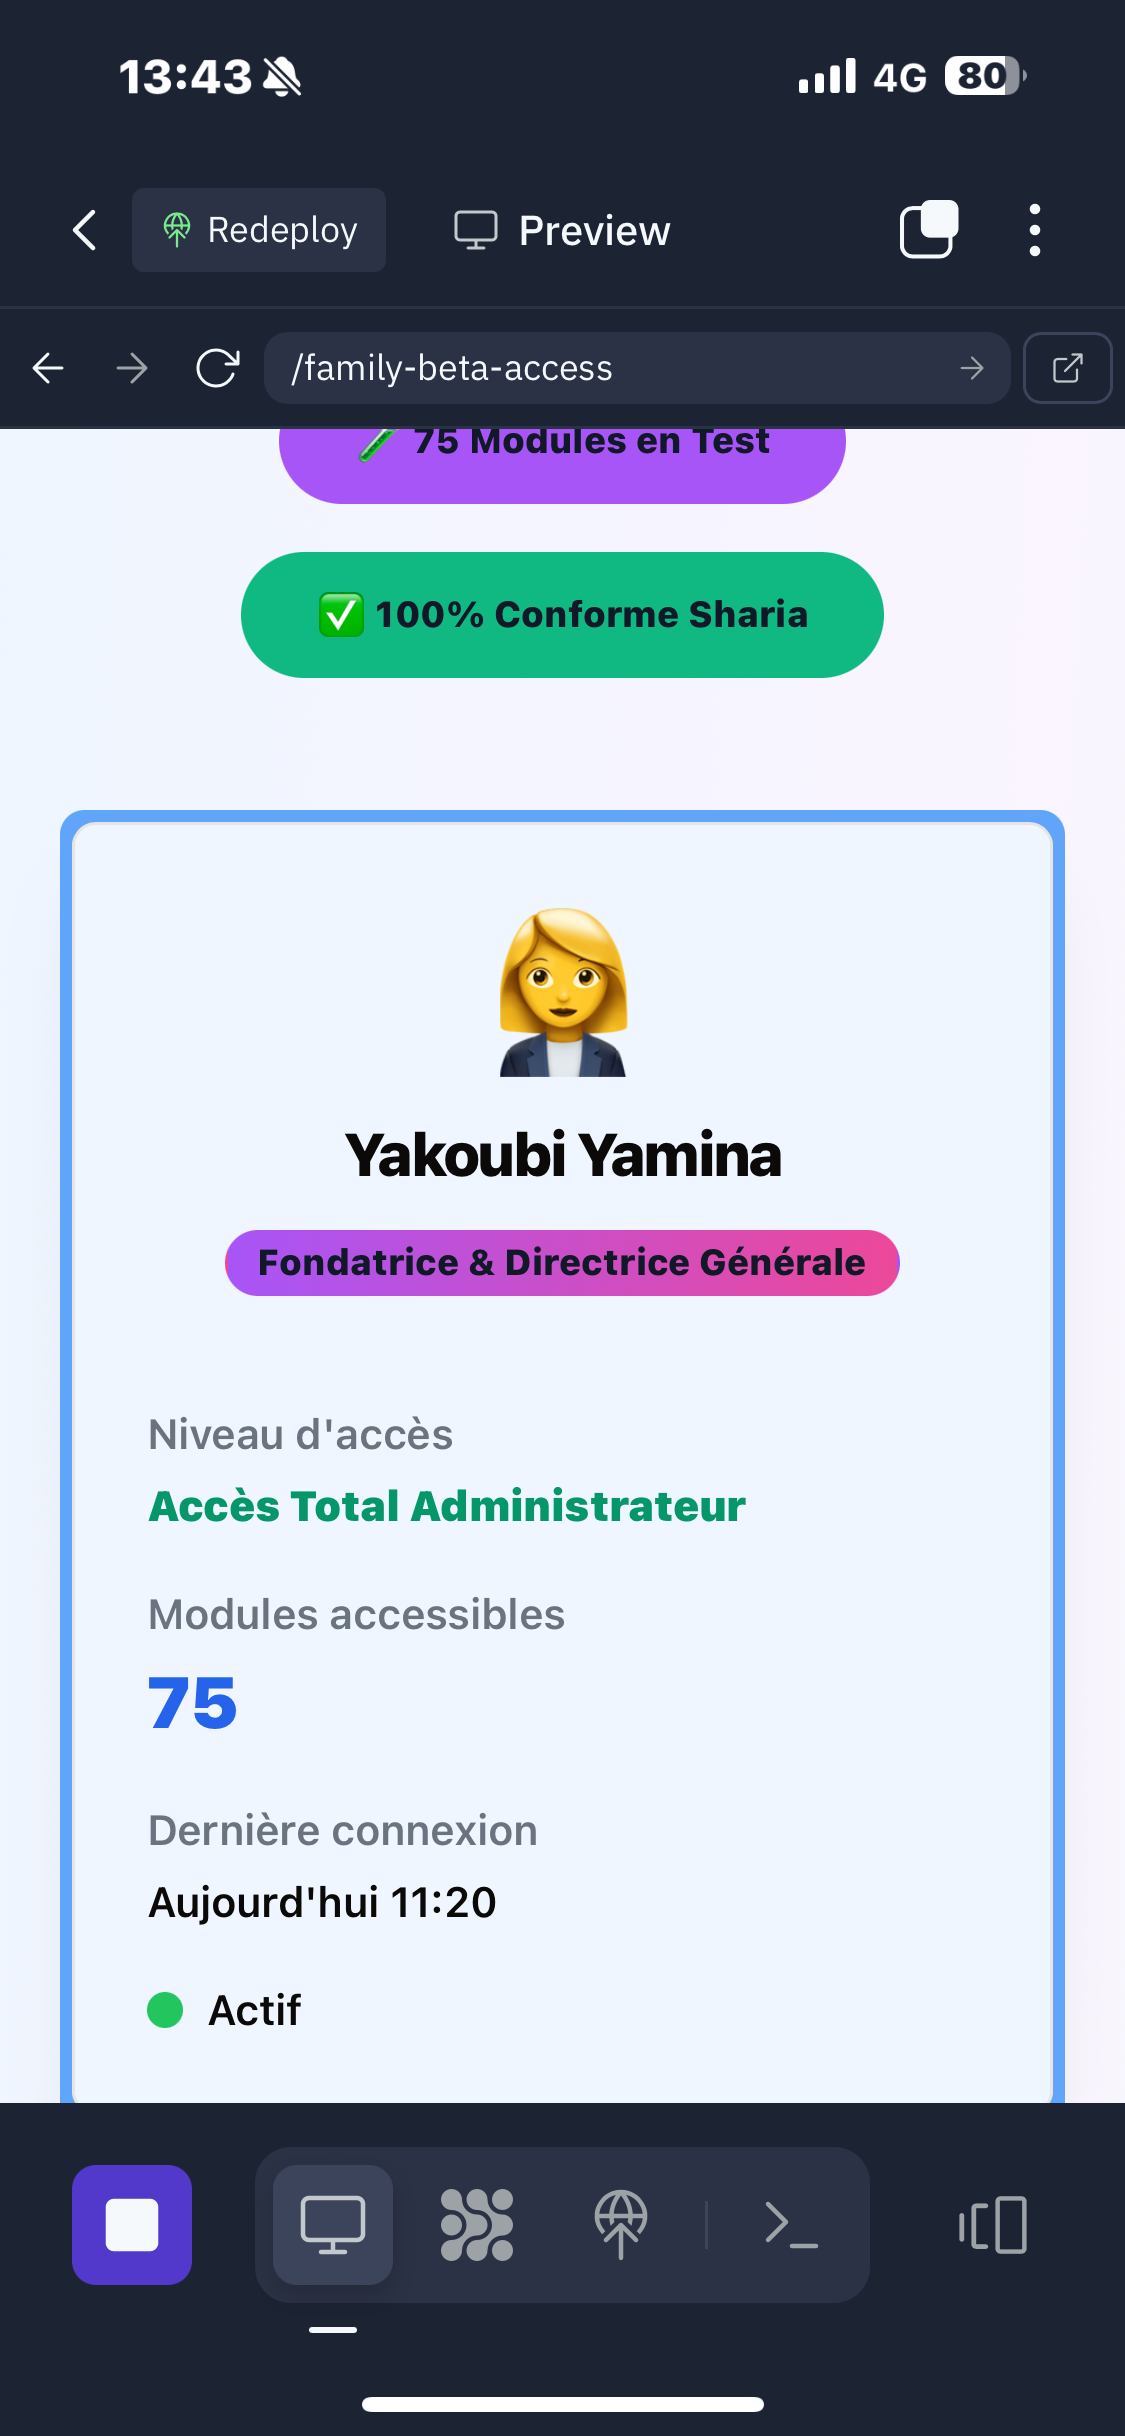 13:43
4G
80
Redeploy
Preview
/family-beta-access
75 Modules en Test
100% Conforme Sharia
Yakoubi Yamina
Fondatrice & Directrice Générale
Niveau d'accès
Accès Total Administrateur
Modules accessibles
75
Dernière connexion
Aujourd'hui 11:20
Actif